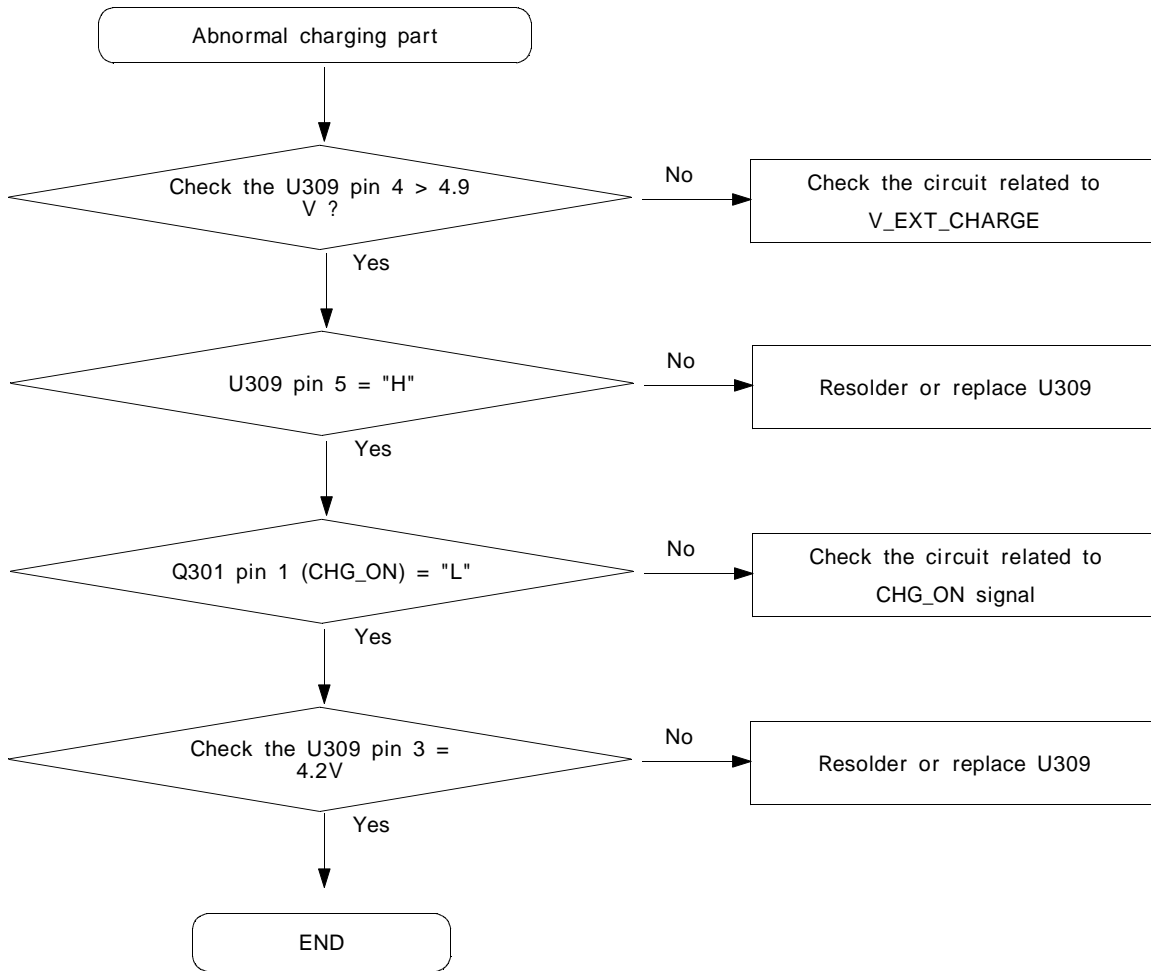 Abnormal charging part
Check the U309 pin 4 > 4.9
V ?
No
Check the circuit related to
V_EXT_CHARGE
Yes
U309 pin 5 = "H"
No
Resolder or replace U309
Yes
Q301 pin 1 (CHG_ON) = "L"
No
Check the circuit related to
CHG_ON signal
Yes
Check the U309 pin 3 =
4.2V
No
Resolder or replace U309
Yes
END